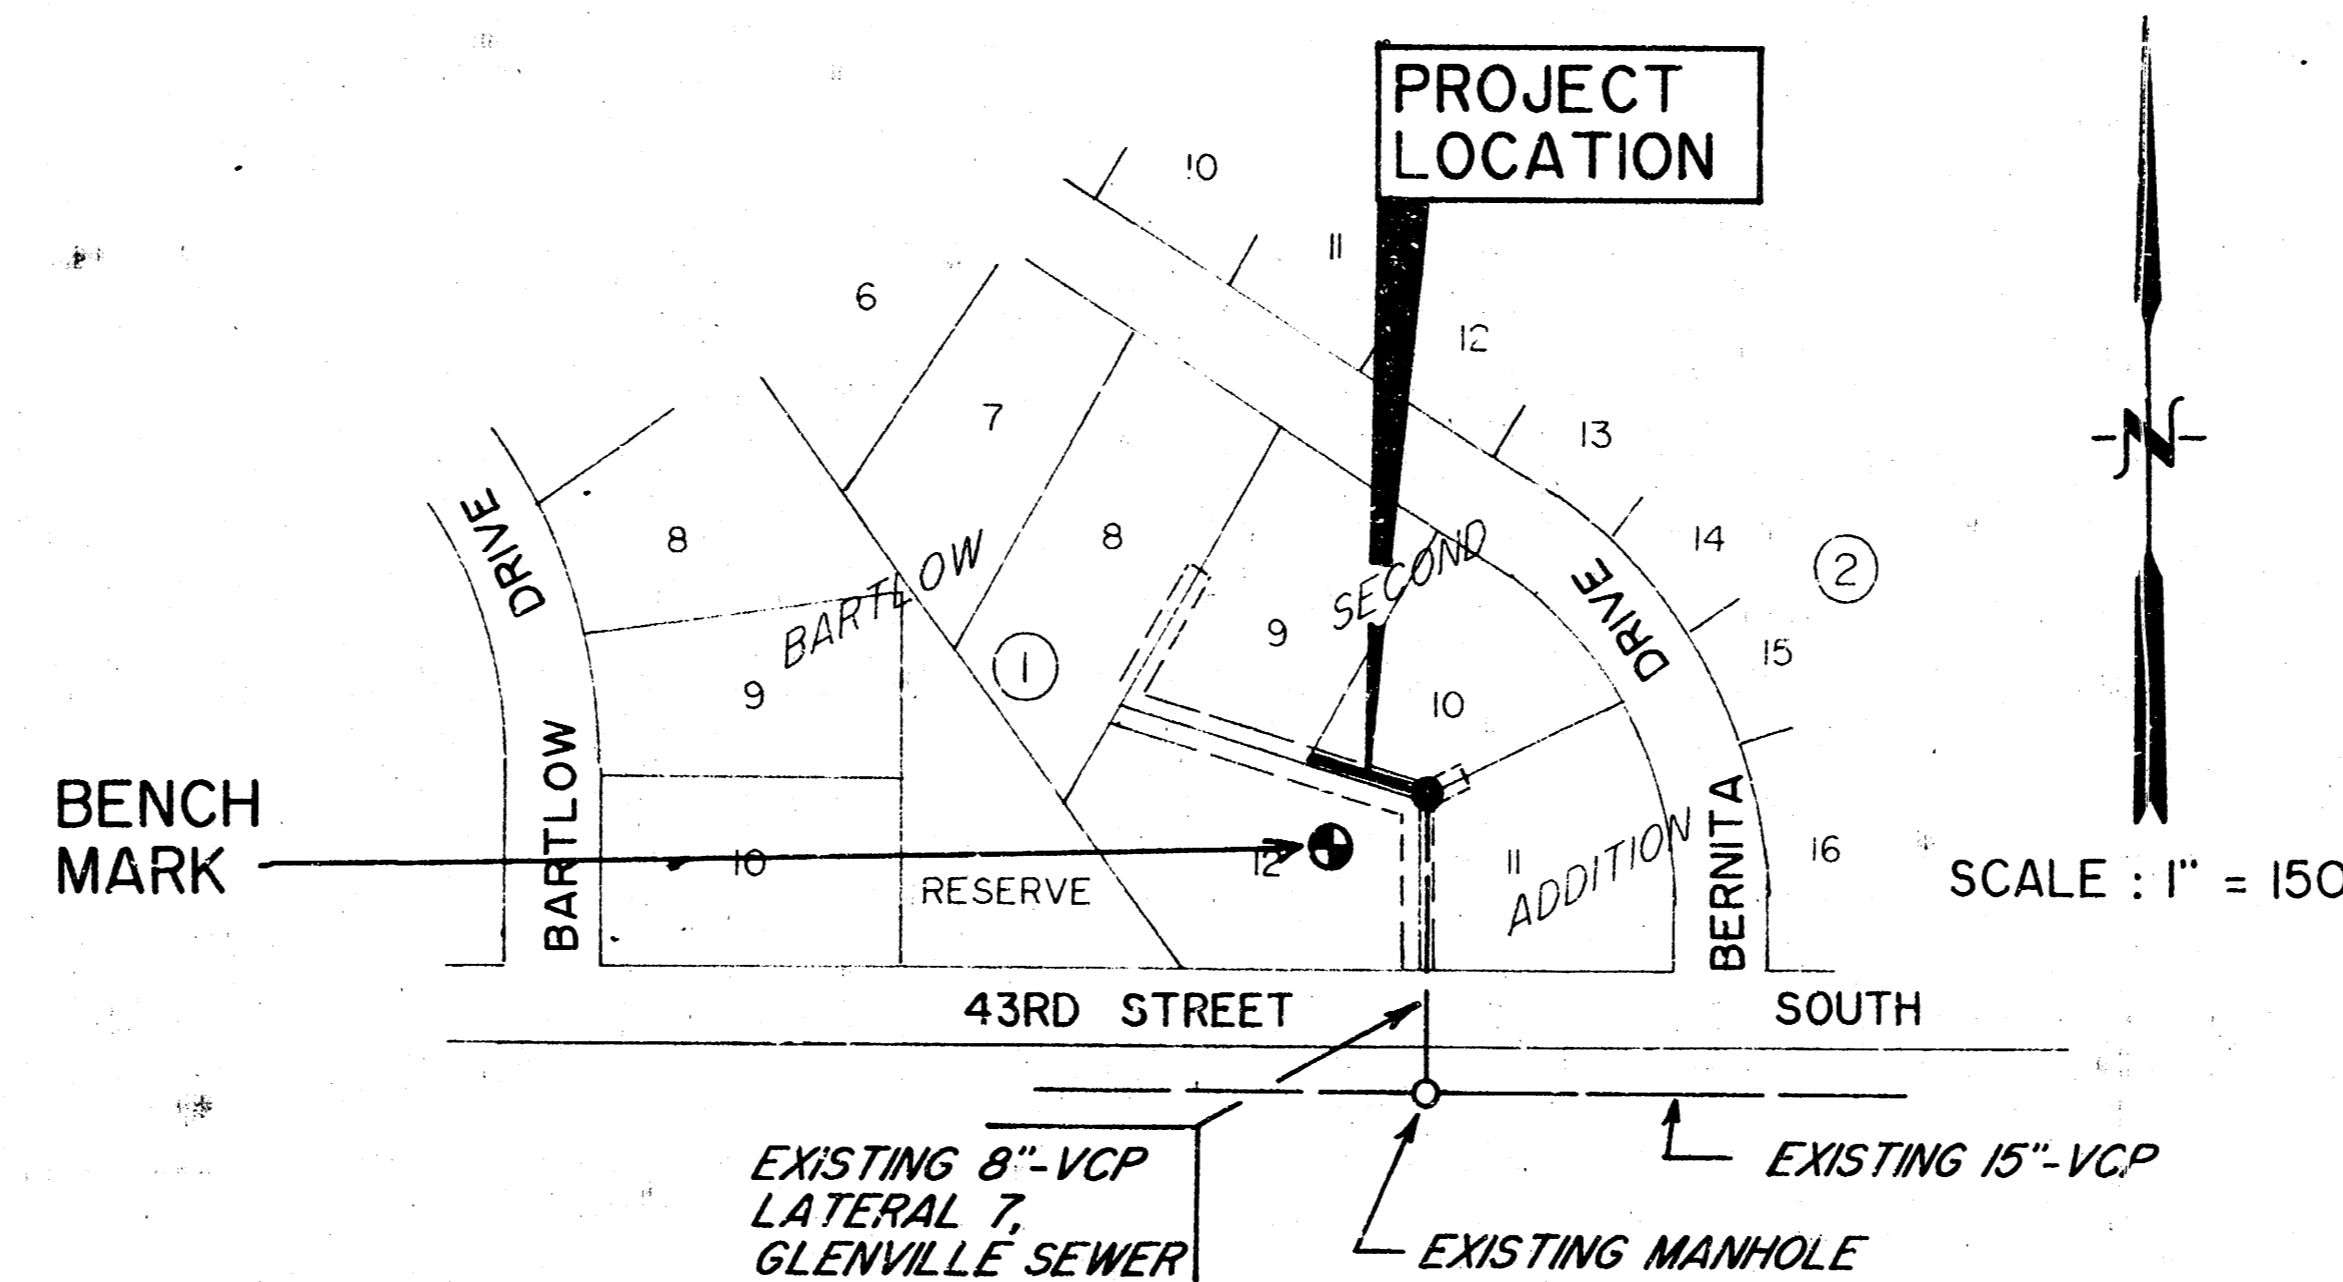 PROJECT
LOCATION
10
11
12
13
14
15
16
2
6
7
8
9
10
11
12
1
8
9
10
BARTLOW
SECOND
ADDITION
DRIVE
BARTLOW
DRIVE
BERNITA
N
BENCH
MARK
RESERVE
SCALE : 1" = 150
43RD STREET SOUTH
EXISTING 8"-VCP
LATERAL 7,
GLENVILLE SEWER
EXISTING MANHOLE
EXISTING 15"-VCP